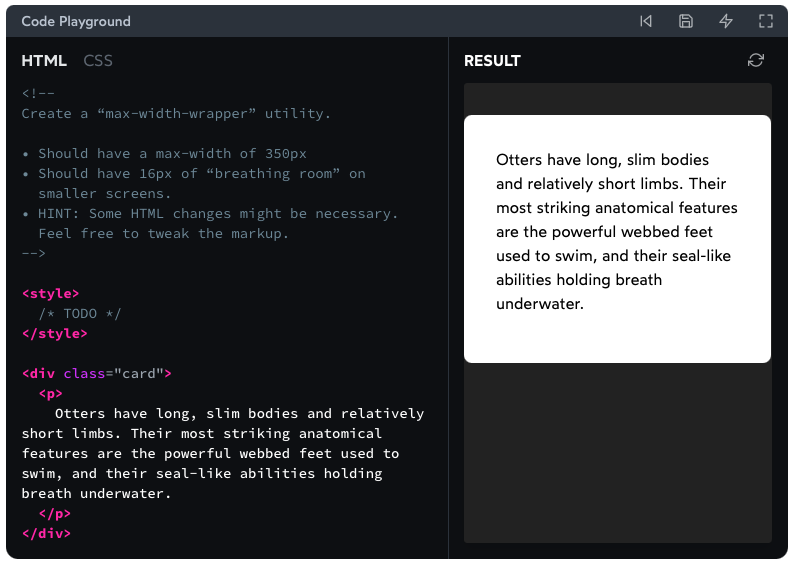 Code Playground
HTML CSS
<!--
Create a “max-width-wrapper” utility.
• Should have a max-width of 350px
• Should have 16px of “breathing room” on
smaller screens.
• HINT: Some HTML changes might be necessary.
Feel free to tweak the markup.
-->
<style>
/* TODO */
</style>
<div class="card">
<p>
Otters have long, slim bodies and relatively
short limbs. Their most striking anatomical
features are the powerful webbed feet used to
swim, and their seal-like abilities holding
breath underwater.
</p>
</div>
RESULT
Otters have long, slim bodies
and relatively short limbs. Their
most striking anatomical features
are the powerful webbed feet
used to swim, and their seal-like
abilities holding breath
underwater.